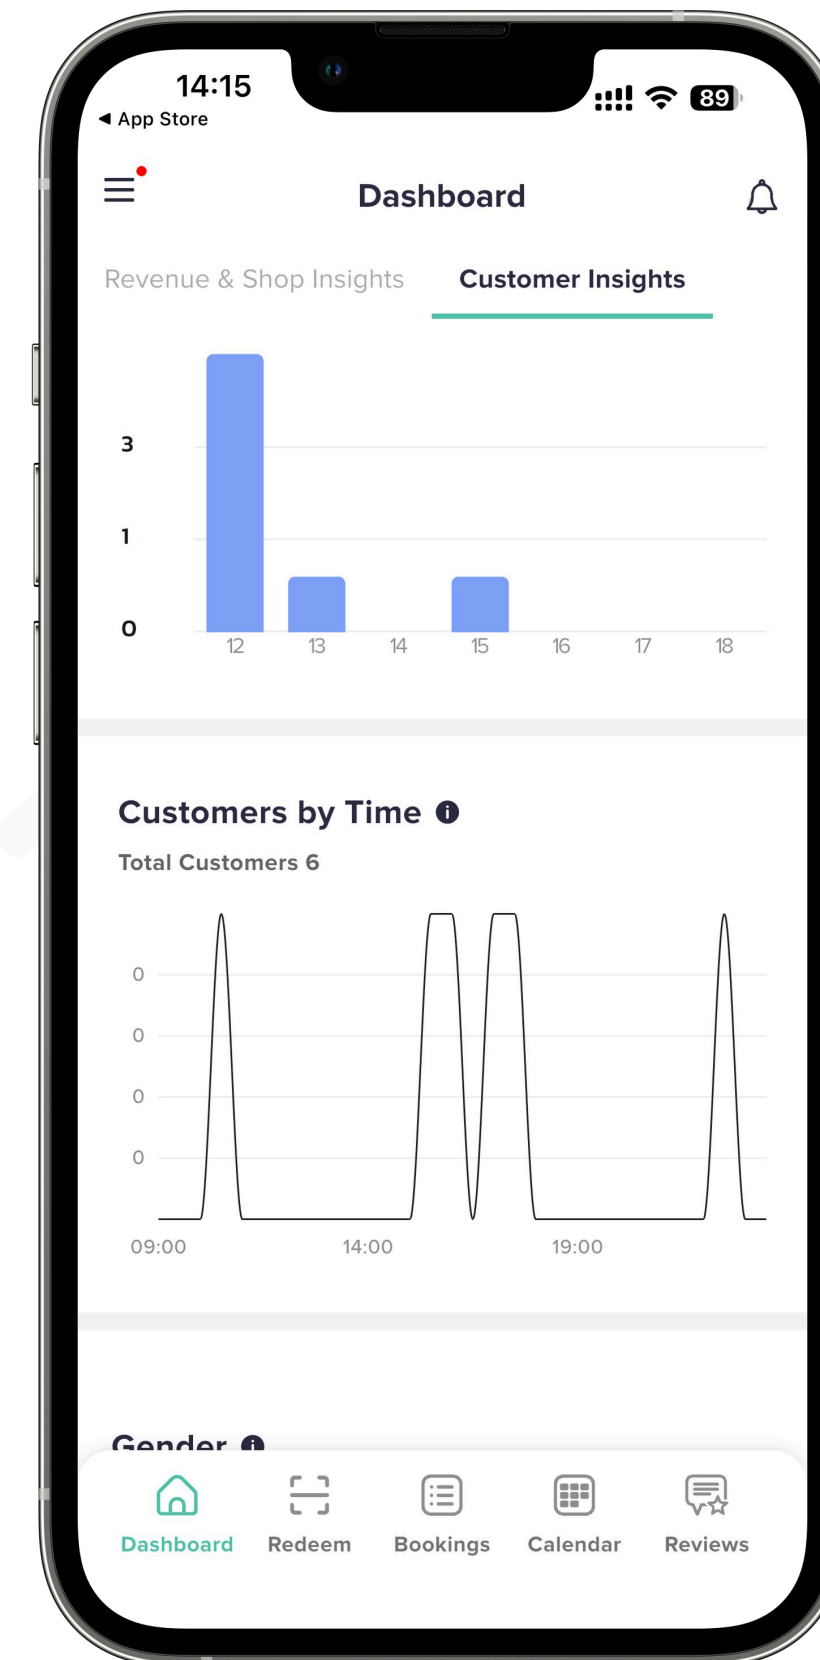 14:15
89
◀ App Store
Dashboard
Revenue & Shop Insights
Customer Insights
3
1
0
12 13 14 15 16 17 18
Customers by Time
Total Customers 6
0
0
0
0
09:00 14:00 19:00
Gender
Dashboard
Redeem
Bookings
Calendar
Reviews